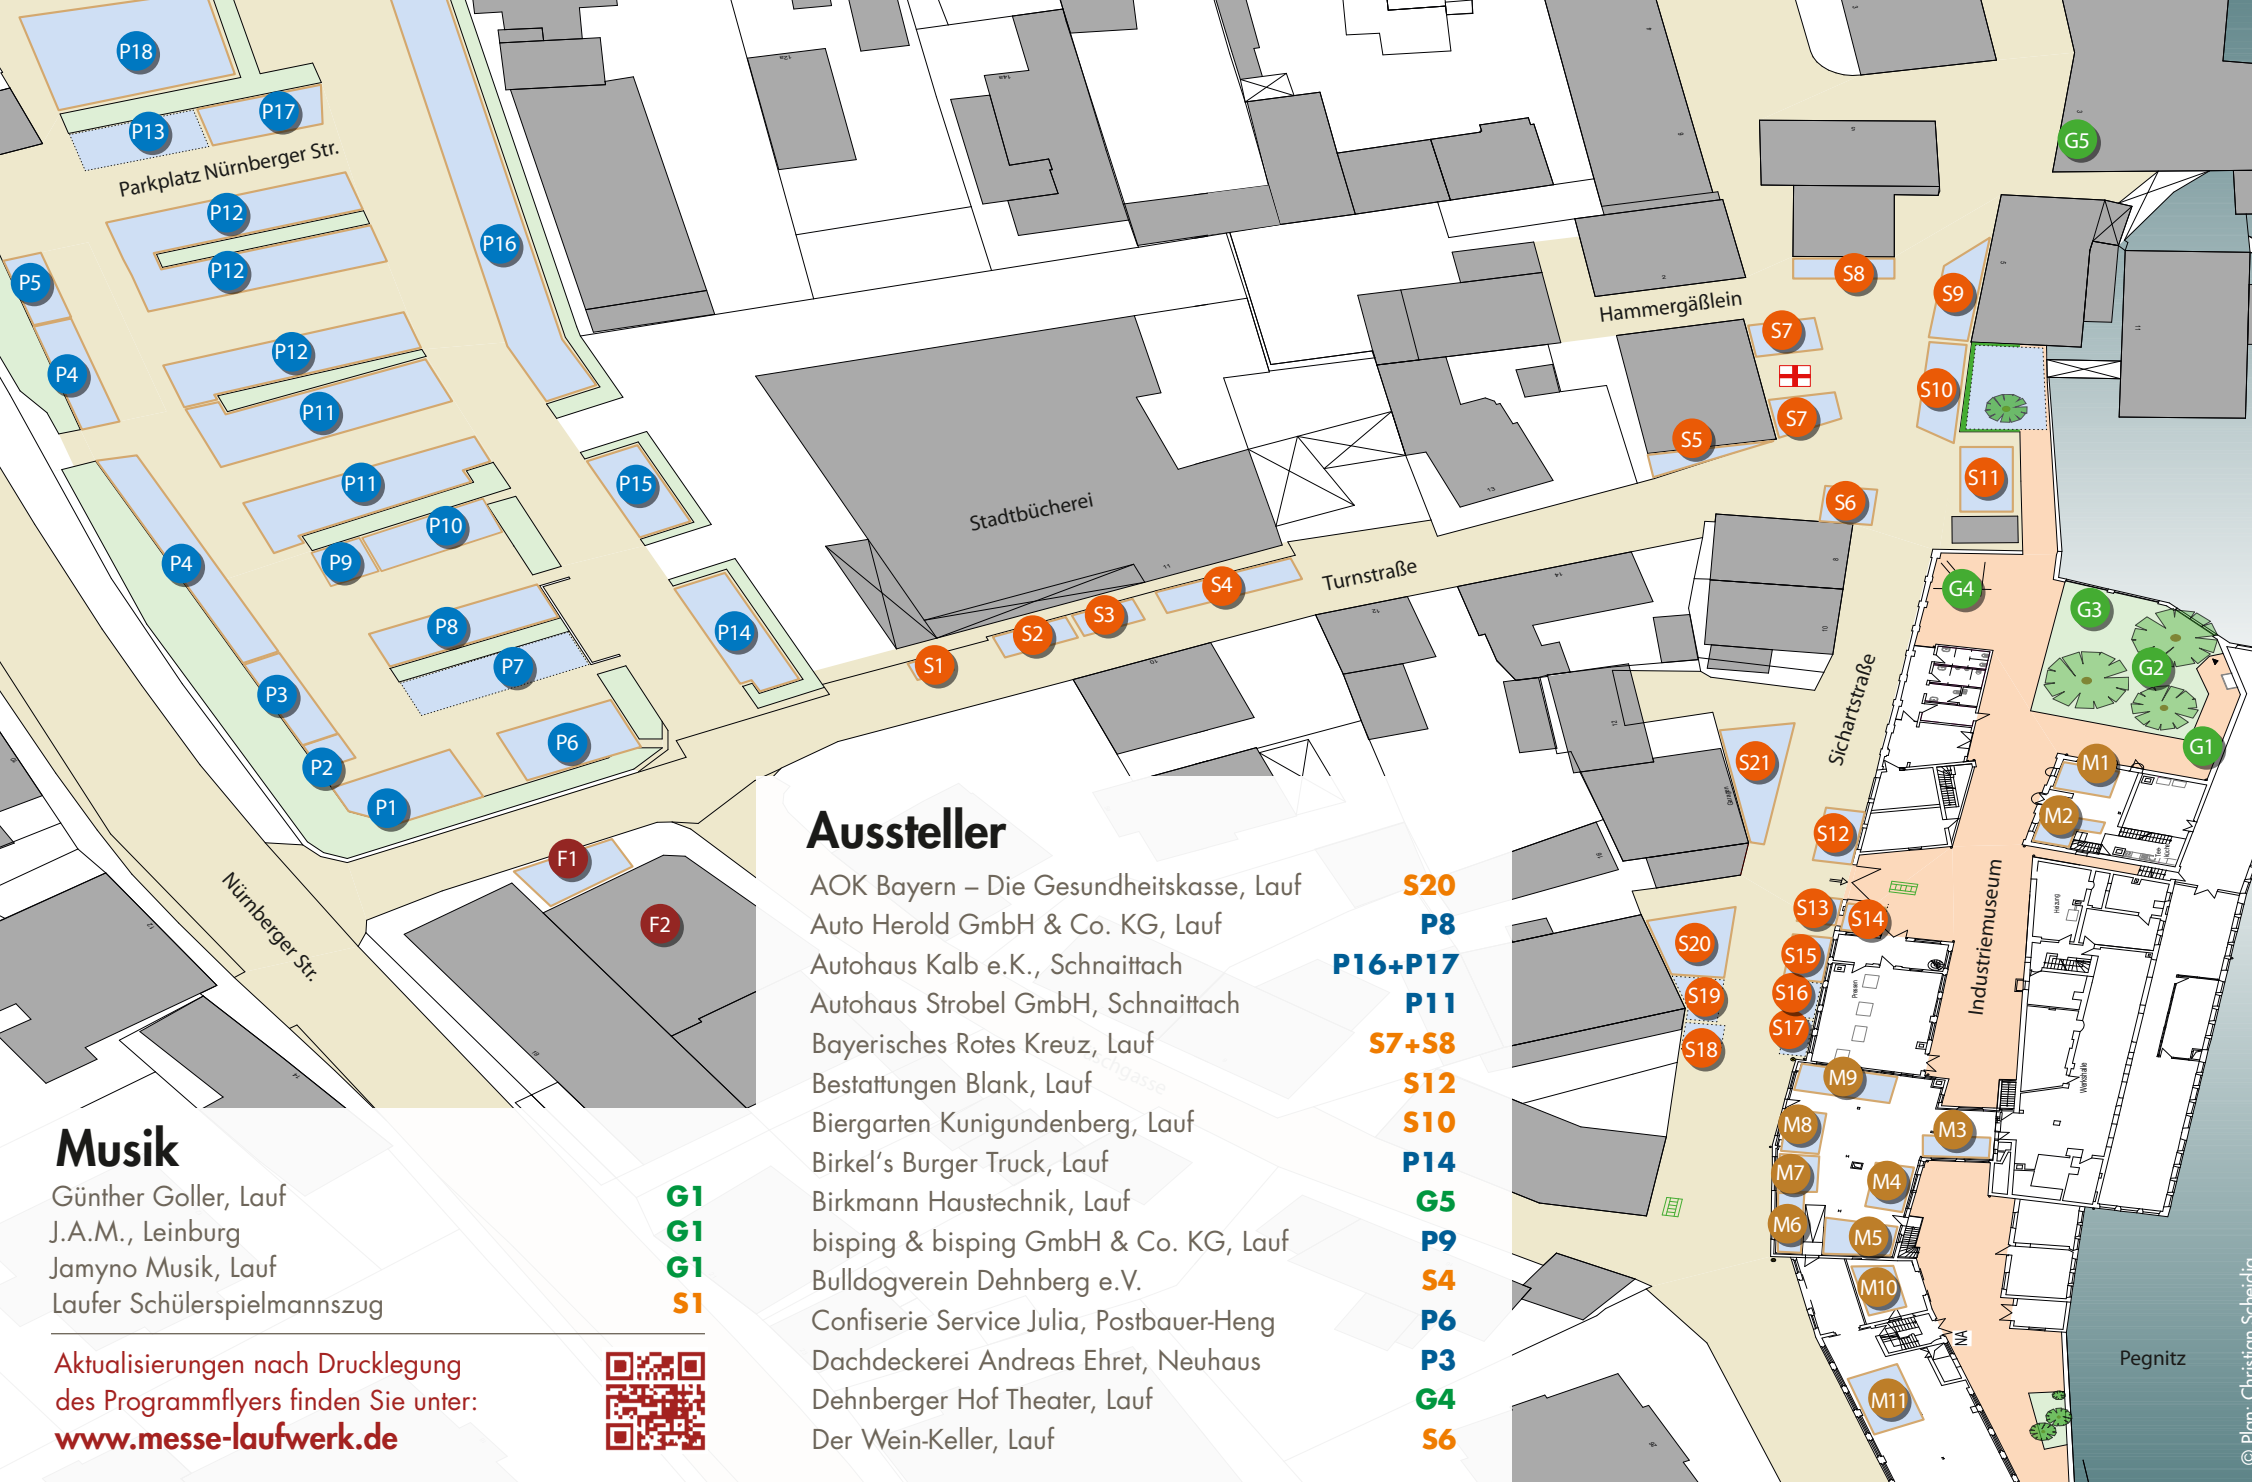 P18
P17
P13
Parkplatz Nürnberger Str.
P12
P12
P16
P5
P12
P4
P11
P11
P15
P10
P9
P4
P8
P7
P14
P3
P6
P2
P1
F1
F2
Nürnberger Str.
Stadtbücherei
Turnstraße
Hammergäßlein
Sichartstraße
Industriemuseum
Pegnitz
S1
S2
S3
S4
S5
S6
S7
S7
S8
S9
S10
S11
S12
S13
S14
S15
S16
S17
S18
S19
S20
S21
G5
G4
G3
G2
G1
M1
M2
M9
M8
M3
M7
M4
M6
M5
M10
M11
NA
Werkshalle
Heizung
Pressen
Aussteller
AOK Bayern – Die Gesundheitskasse, Lauf S20
Auto Herold GmbH & Co. KG, Lauf P8
Autohaus Kalb e.K., Schnaittach P16+P17
Autohaus Strobel GmbH, Schnaittach P11
Bayerisches Rotes Kreuz, Lauf S7+S8
Bestattungen Blank, Lauf S12
Biergarten Kunigundenberg, Lauf S10
Birkel‘s Burger Truck, Lauf P14
Birkmann Haustechnik, Lauf G5
bisping & bisping GmbH & Co. KG, Lauf P9
Bulldogverein Dehnberg e.V. S4
Confiserie Service Julia, Postbauer-Heng P6
Dachdeckerei Andreas Ehret, Neuhaus P3
Dehnberger Hof Theater, Lauf G4
Der Wein-Keller, Lauf S6
Musik
Günther Goller, Lauf G1
J.A.M., Leinburg G1
Jamyno Musik, Lauf G1
Laufer Schülerspielmannszug S1
Aktualisierungen nach Drucklegung
des Programmflyers finden Sie unter:
www.messe-laufwerk.de
© Plan: Christian Scheidig